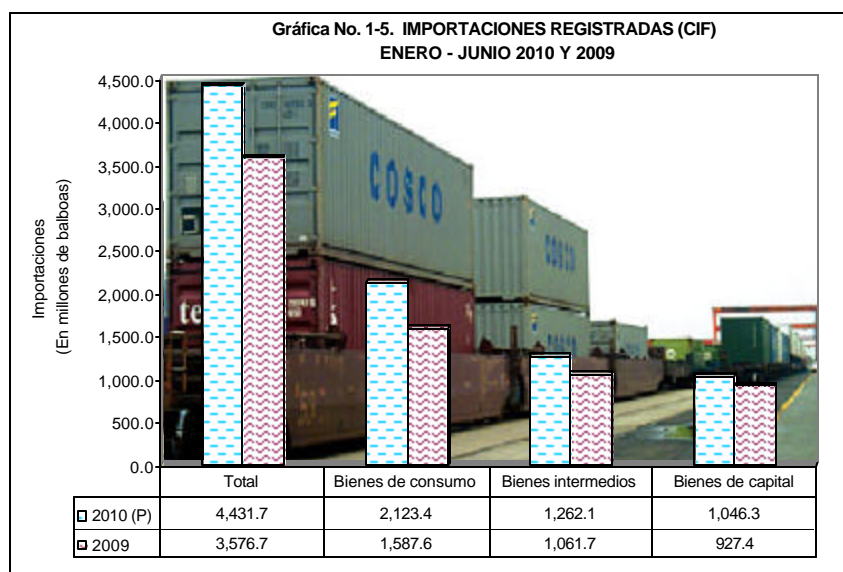 Gráfica No. 1-5. IMPORTACIONES REGISTRADAS (CIF)
ENERO - JUNIO 2010 Y 2009
Importaciones
(En millones de balboas)
4,500.0
4,000.0
3,500.0
3,000.0
2,500.0
2,000.0
1,500.0
1,000.0
500.0
0.0
COSCO
COSCO
te
Total Bienes de consumo Bienes intermedios Bienes de capital
2010 (P) 4,431.7 2,123.4 1,262.1 1,046.3
2009 3,576.7 1,587.6 1,061.7 927.4